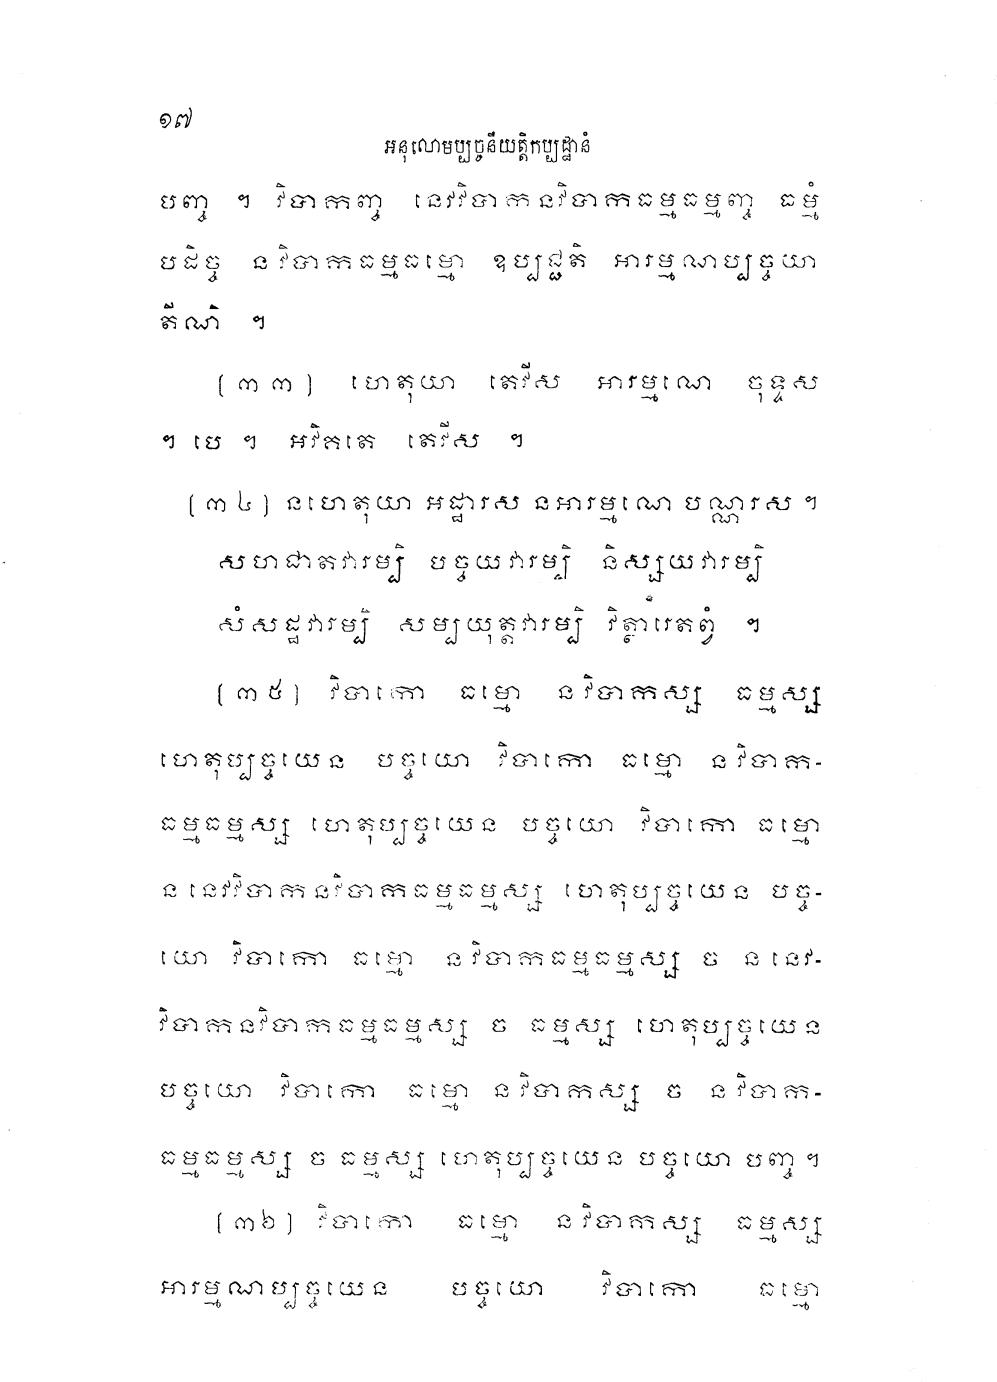 ១៧
អនុលោមប្បច្ចនីយត្តិកប្បដ្ឋានំ
បញ្ច ។ វិបាកញ្ច នេវវិបាកនវិបាកធម្មធម្មញ្ច ធម្មំ
បដិច្ច នវិបាកធម្មធម្មោ ឧប្បជ្ជតិ អារម្មណប្បច្ចយា
តីណិ ។
(៣៣) ហេតុយា តេវីស អារម្មណេ ចុទ្ទស
។ បេ ។ អវិគតេ តេវីស ។
(៣៤) នហេតុយា អដ្ឋារស នអារម្មណេ បណ្ណរស ។
សហជាតវារម្បិ បច្ចយវារម្បិ និស្សយវារម្បិ
សំសដ្ឋវារម្បិ សម្បយុត្តវារម្បិ វិត្ថារេតព្វំ ។
(៣៥) វិបាកោ ធម្មោ នវិបាកស្ស ធម្មស្ស
ហេតុប្បច្ចយេន បច្ចយោ វិបាកោ ធម្មោ នវិបាក-
ធម្មធម្មស្ស ហេតុប្បច្ចយេន បច្ចយោ វិបាកោ ធម្មោ
ននេវវិបាកនវិបាកធម្មធម្មស្ស ហេតុប្បច្ចយេន បច្ច-
យោ វិបាកោ ធម្មោ នវិបាកធម្មធម្មស្ស ច ននេវ-
វិបាកនវិបាកធម្មធម្មស្ស ច ធម្មស្ស ហេតុប្បច្ចយេន
បច្ចយោ វិបាកោ ធម្មោ នវិបាកស្ស ច នវិបាក-
ធម្មធម្មស្ស ច ធម្មស្ស ហេតុប្បច្ចយេន បច្ចយោ បញ្ច ។
(៣៦) វិបាកោ ធម្មោ នវិបាកស្ស ធម្មស្ស
អារម្មណប្បច្ចយេន បច្ចយោ វិបាកោ ធម្មោ